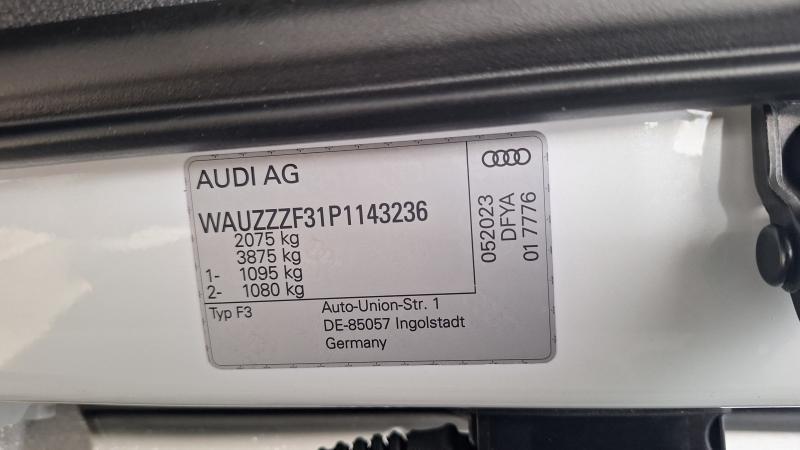 AUDI AG
WAUZZZF31P1143236
2075 kg
3875 kg
1- 1095 kg
2- 1080 kg
Typ F3
Auto-Union-Str. 1
DE-85057 Ingolstadt
Germany
052023
DFYA
01 7776